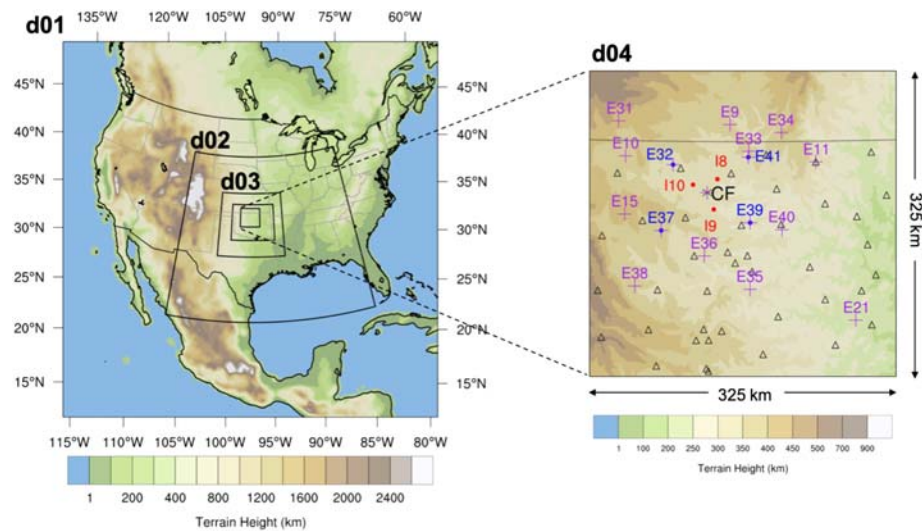 d01
135°W 120°W 105°W 100°W 90°W 75°W 60°W
45°N
40°N
35°N
30°N
25°N
20°N
15°N
45°N
40°N
35°N
30°N
25°N
20°N
15°N
d02
d03
115°W 110°W 105°W 100°W 90°W 85°W 80°W
1 200 400 800 1200 1600 2000 2400
Terrain Height (km)
d04
E31 E9 E34
E10 E32 E33 E41 E11
I8
I10 CF
E15 I9
E37 E39 E40
E36
E38 E35
E21
325 km
325 km
1 100 200 250 300 350 400 450 500 700 900
Terrain Height (km)